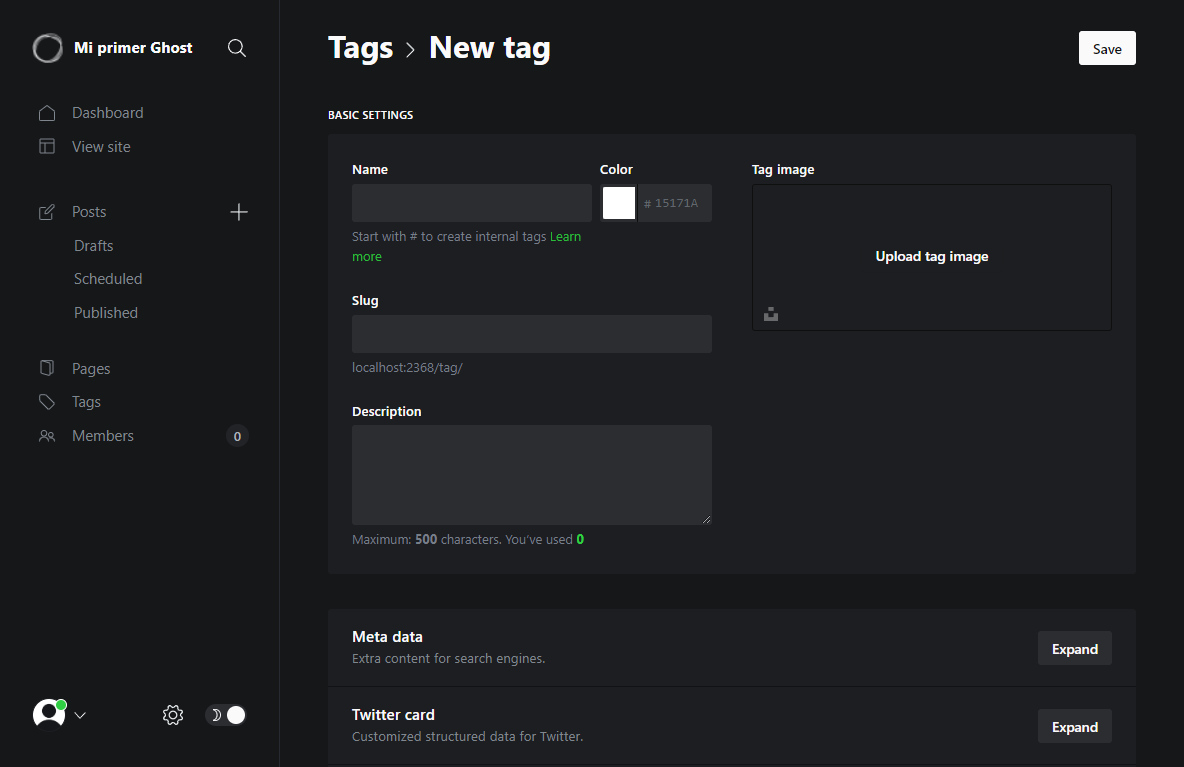 Mi primer Ghost
Dashboard
View site
Posts
Drafts
Scheduled
Published
Pages
Tags
Members 0
Tags > New tag
Save
BASIC SETTINGS
Name
Color
# 15171A
Start with # to create internal tags Learn
more
Slug
localhost:2368/tag/
Description
Maximum: 500 characters. You’ve used 0
Tag image
Upload tag image
Meta data
Extra content for search engines.
Expand
Twitter card
Customized structured data for Twitter.
Expand